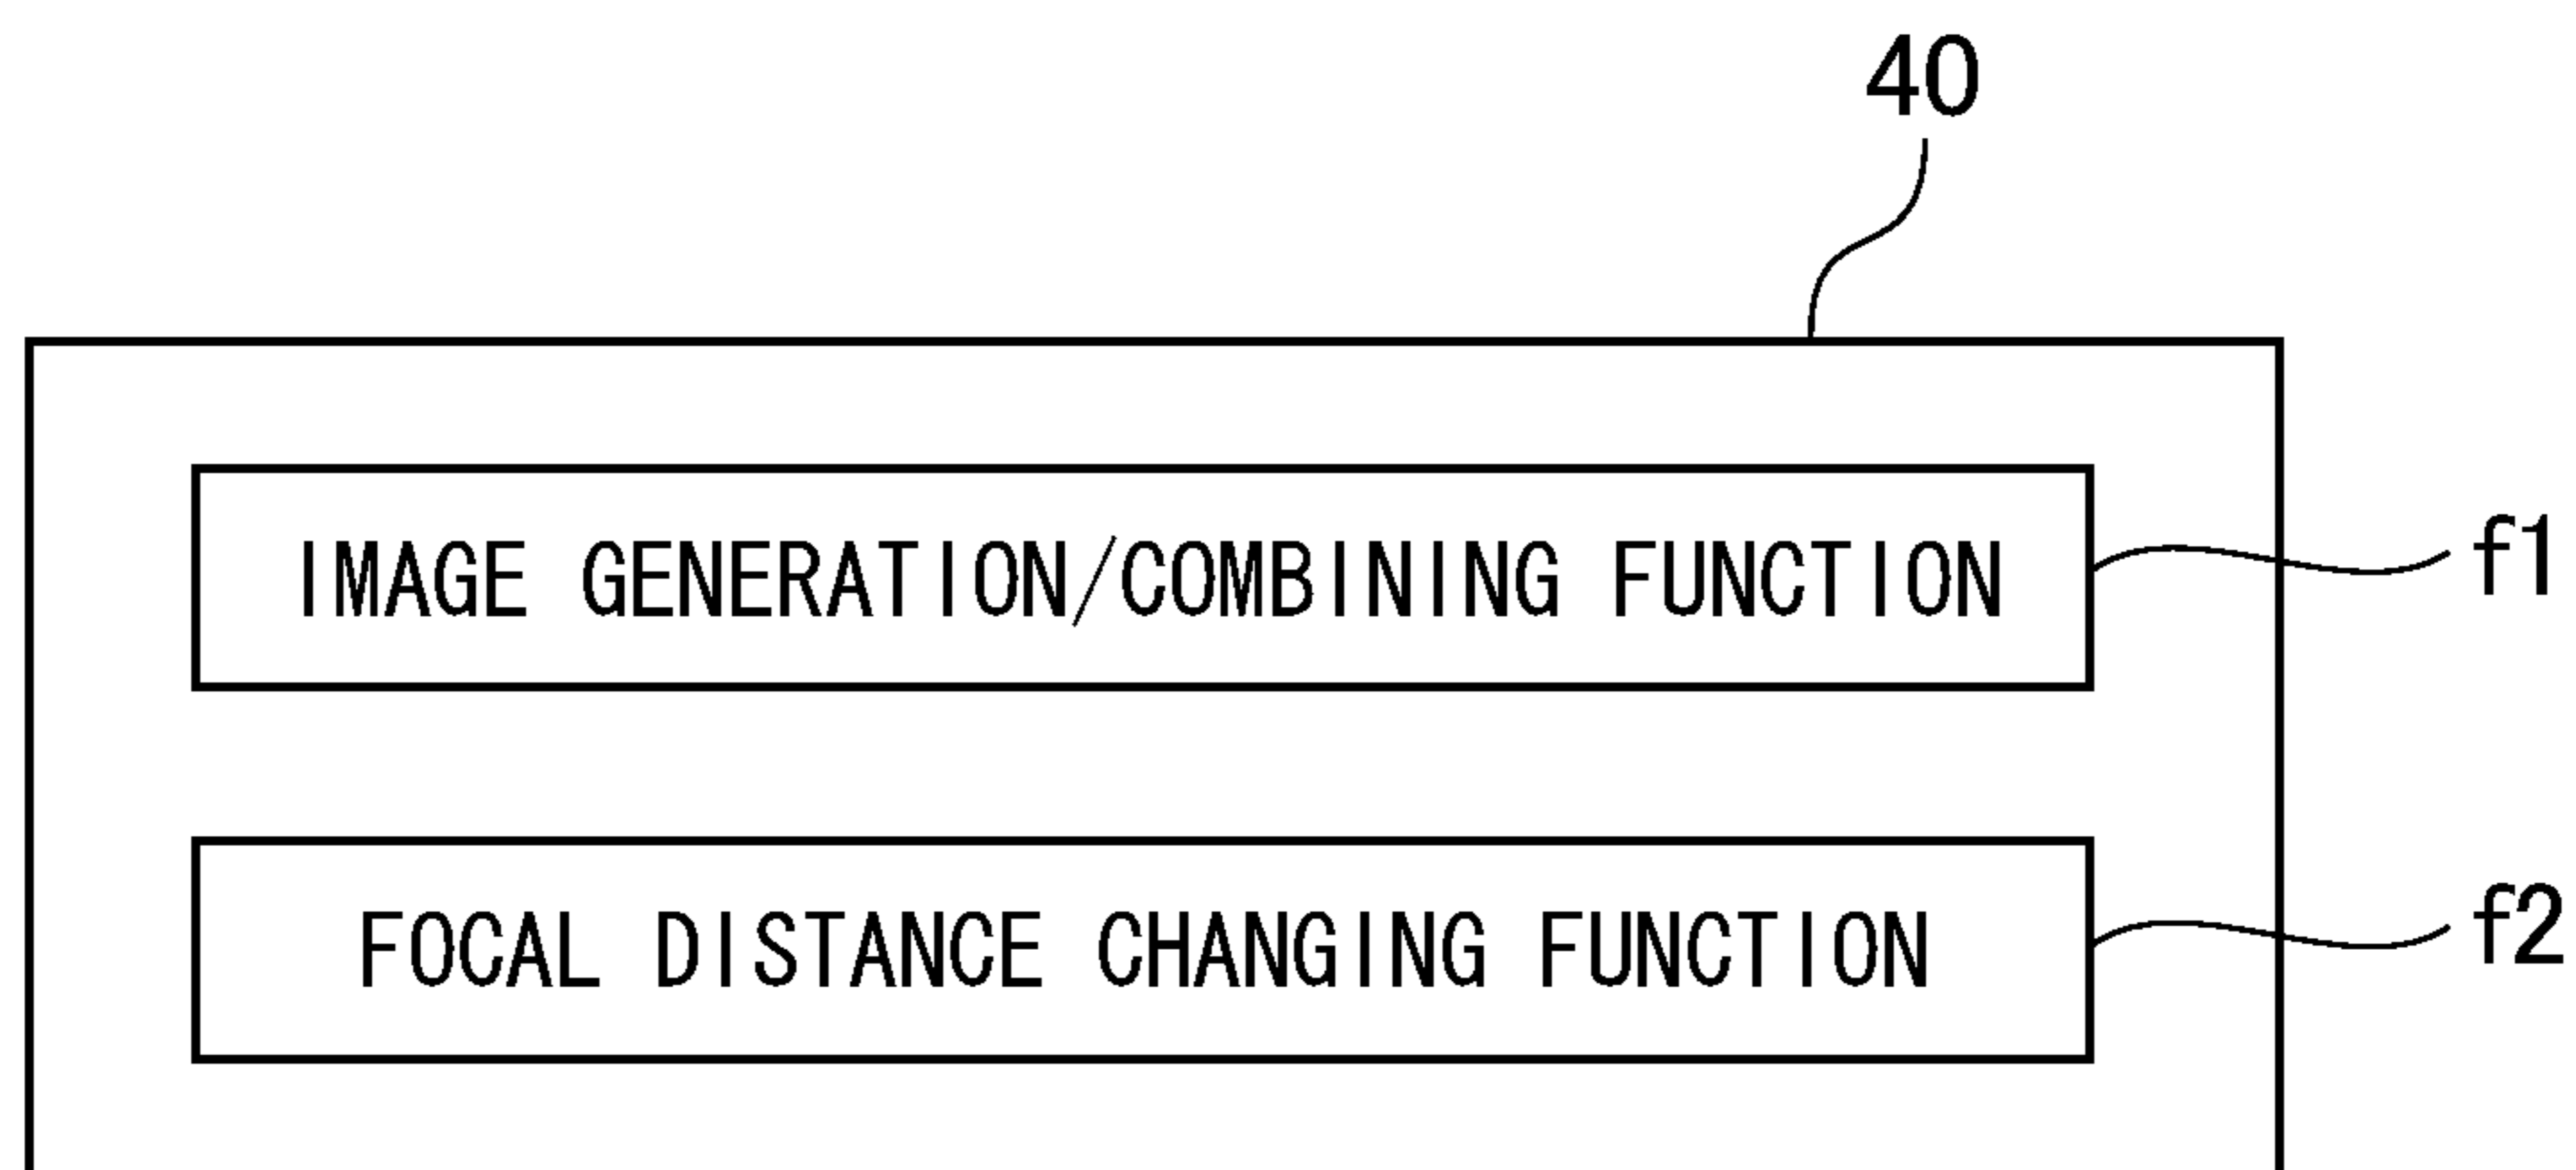 40
IMAGE GENERATION/COMBINING FUNCTION
f1
FOCAL DISTANCE CHANGING FUNCTION
f2